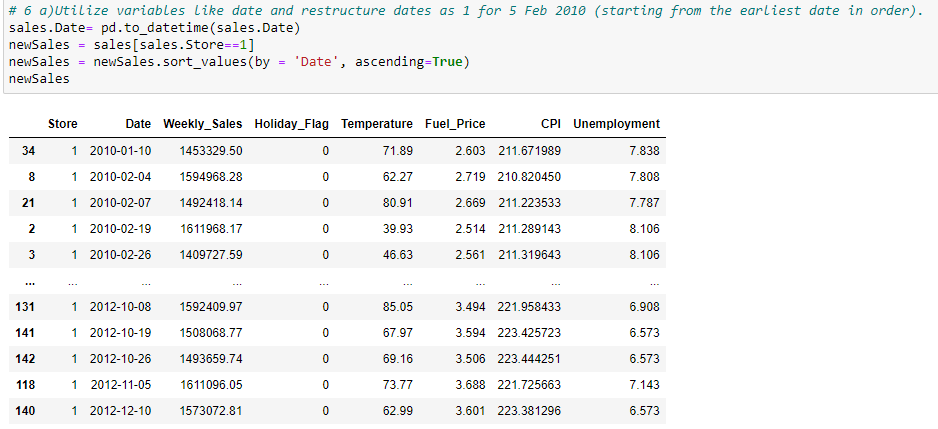 # 6 a)Utilize variables like date and restructure dates as 1 for 5 Feb 2010 (starting from the earliest date in order).
sales.Date= pd.to_datetime(sales.Date)
newSales = sales[sales.Store==1]
newSales = newSales.sort_values(by = 'Date', ascending=True)
newSales
Store Date Weekly_Sales Holiday_Flag Temperature Fuel_Price CPI Unemployment
34 1 2010-01-10 1453329.50 0 71.89 2.603 211.671989 7.838
8 1 2010-02-04 1594968.28 0 62.27 2.719 210.820450 7.808
21 1 2010-02-07 1492418.14 0 80.91 2.669 211.223533 7.787
2 1 2010-02-19 1611968.17 0 39.93 2.514 211.289143 8.106
3 1 2010-02-26 1409727.59 0 46.63 2.561 211.319643 8.106
... ... ... ... ... ... ... ... ...
131 1 2012-10-08 1592409.97 0 85.05 3.494 221.958433 6.908
141 1 2012-10-19 1508068.77 0 67.97 3.594 223.425723 6.573
142 1 2012-10-26 1493659.74 0 69.16 3.506 223.444251 6.573
118 1 2012-11-05 1611096.05 0 73.77 3.688 221.725663 7.143
140 1 2012-12-10 1573072.81 0 62.99 3.601 223.381296 6.573